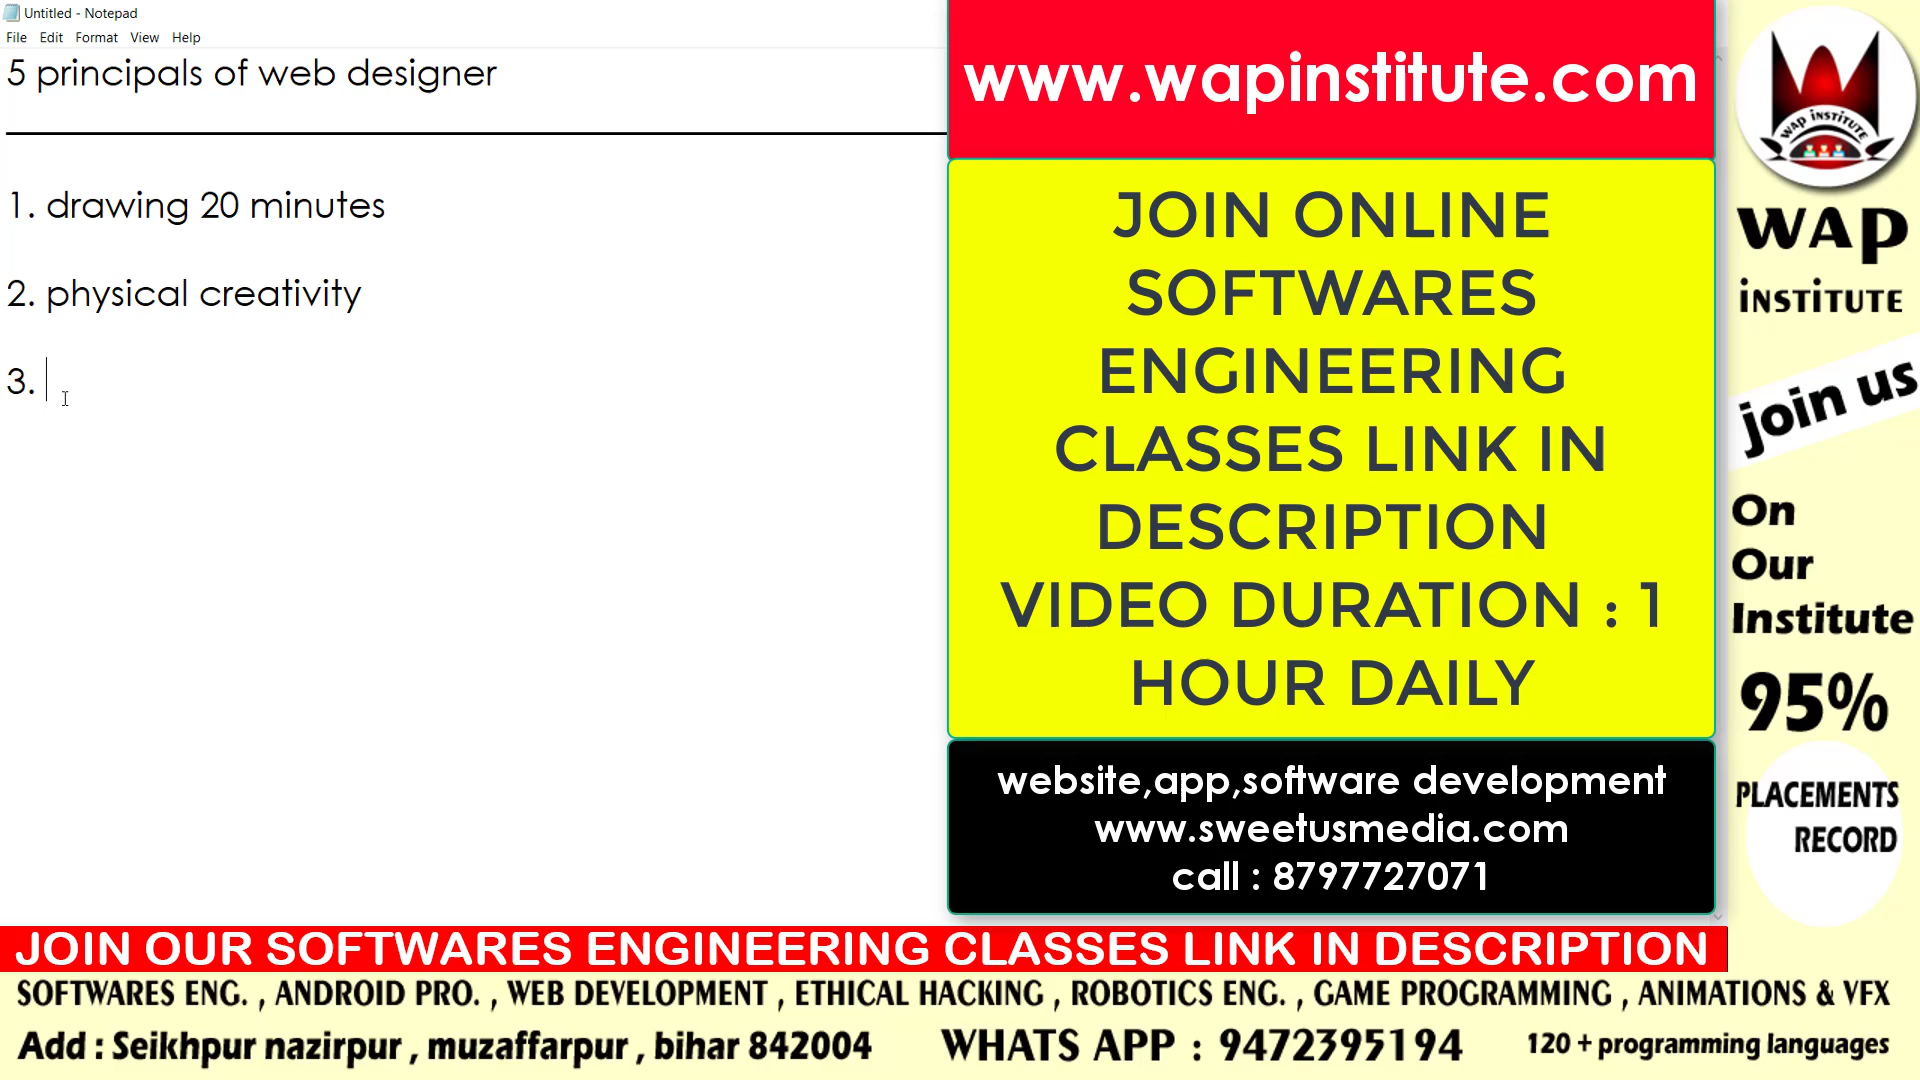 Untitled - Notepad
File Edit Format View Help
5 principals of web designer
1. drawing 20 minutes
2. physical creativity
3.
www.wapinstitute.com
JOIN ONLINE
SOFTWARES
ENGINEERING
CLASSES LINK IN
DESCRIPTION
VIDEO DURATION : 1
HOUR DAILY
website,app,software development
www.sweetusmedia.com
call : 8797727071
WAP INSTITUTE
WAP
INSTITUTE
join us
On
Our
Institute
95%
PLACEMENTS
RECORD
JOIN OUR SOFTWARES ENGINEERING CLASSES LINK IN DESCRIPTION
SOFTWARES ENG. , ANDROID PRO. , WEB DEVELOPMENT , ETHICAL HACKING , ROBOTICS ENG. , GAME PROGRAMMING , ANIMATIONS & VFX
Add : Seikhpur nazirpur , muzaffarpur , bihar 842004 WHATS APP : 9472395194 120 + programming languages